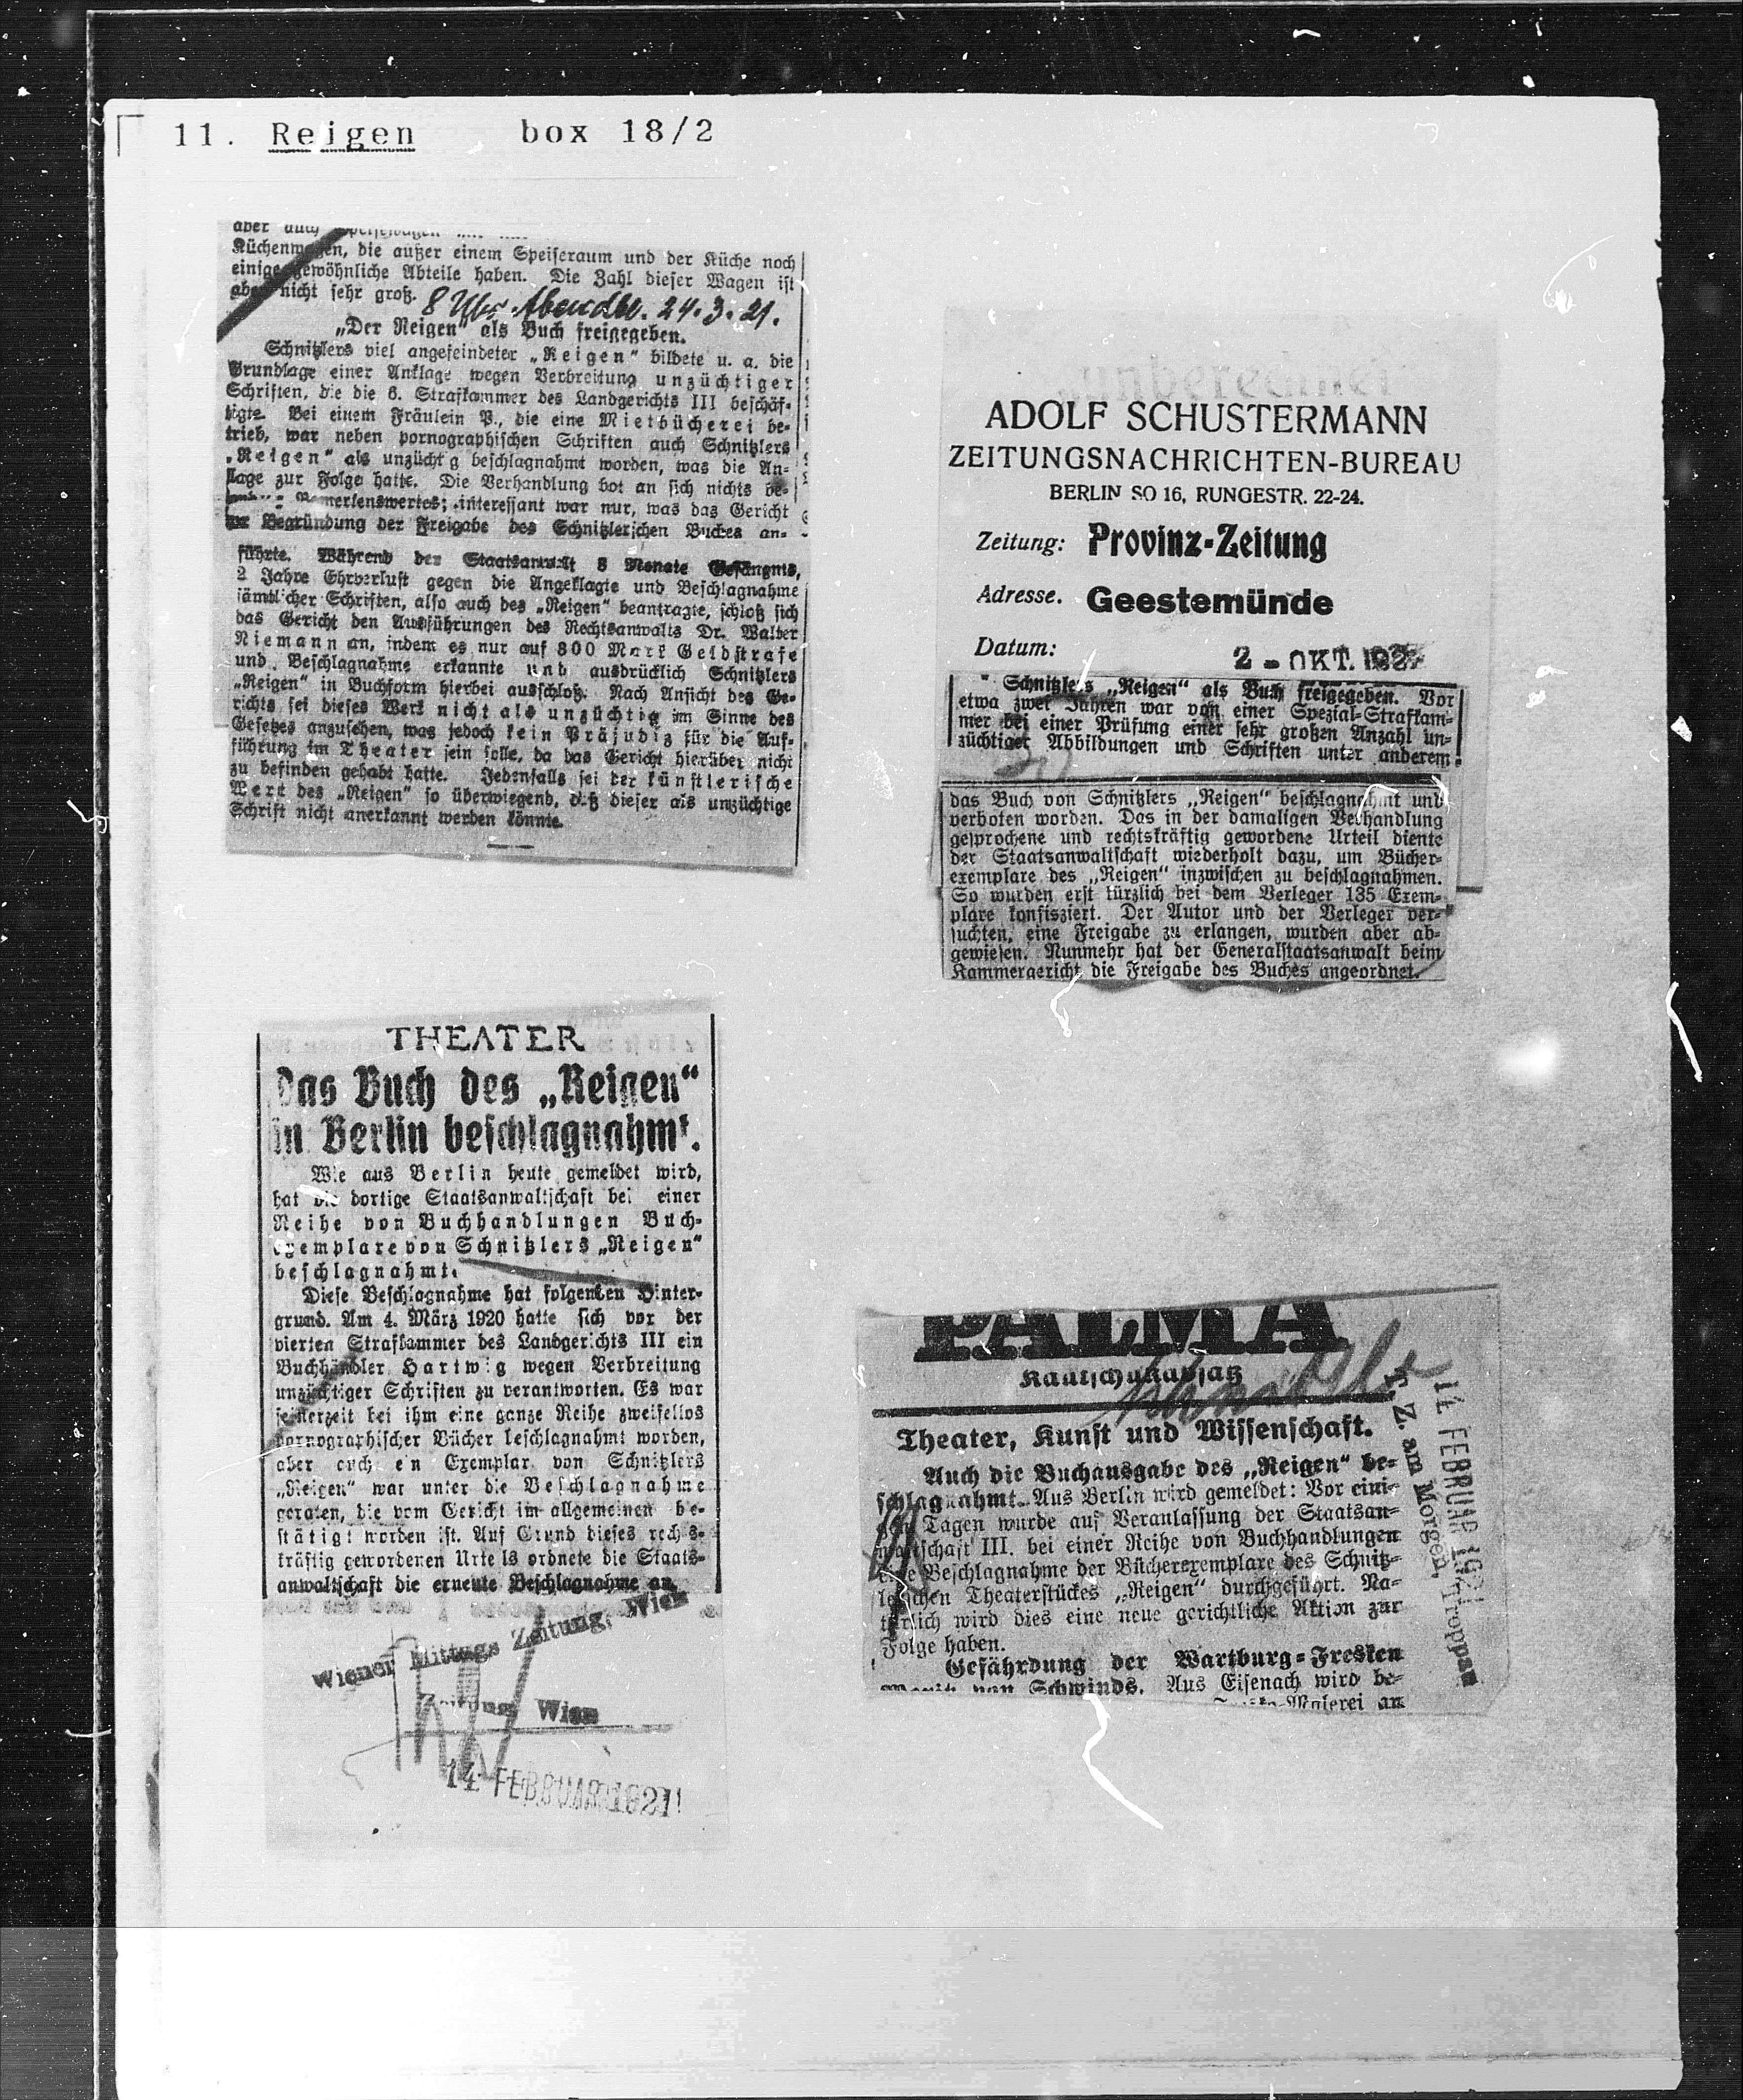 11. Reigen box 18/2
aber auch
Küchenwagen, die außer einem Speiseraum und der Küche noch
einige gewöhnliche Abteile haben. Die Zahl dieser Wagen ist
aber nicht sehr groß.
8 Uhr Abendbl. 24.3.21.
„Der Reigen“ als Buch freigegeben.
Schnitzlers viel angefeindeter „Reigen“ bildete u. a. die
Grundlage einer Anklage wegen Verbreitung unzüchtiger
Schriften, die die 6. Strafkammer des Landgerichts III beschäf-
tigte. Bei einem Fräulein P., die eine Mietbücherei be-
trieb, war neben pornographischen Schriften auch Schnitzlers
„Reigen“ als unzüchtig beschlagnahmt worden, was die An-
klage zur Folge hatte. Die Verhandlung bot an sich nichts be-
merkenswertes; interessant war nur, was das Gericht
zur Begründung der Freigabe des Schnitzlerschen Buches an-
führte. Während der Staatsanwalt 8 Monate Gefängnis,
2 Jahre Ehrverlust gegen die Angeklagte und Beschlagnahme
sämtlicher Schriften, also auch des „Reigen“ beantragte, schloß sich
das Gericht den Ausführungen des Rechtsanwalts Dr. Walter
Niemann an, indem es nur auf 800 Mark Geldstrafe
und Beschlagnahme erkannte und ausdrücklich Schnitzlers
„Reigen“ in Buchform hierbei ausschloß. Nach Ansicht des Ge-
richts sei dieses Werk nicht als unzüchtig im Sinne des
Gesetzes anzusehen, was jedoch kein Präjudiz für die Auf-
führung im Theater sein solle, da das Gericht hierüber nicht
zu befinden gehabt hatte. Jedenfalls sei der künstlerische
Wert des „Reigen“ so überwiegend, daß dieser als unzüchtige
Schrift nicht anerkannt werden könnte.
ADOLF SCHUSTERMANN
ZEITUNGSNACHRICHTEN-BUREAU
BERLIN SO 16, RUNGESTR. 22-24.
Zeitung: Provinz-Zeitung
Adresse. Geestemünde
Datum: 2 - OKT.
Schnitzlers „Reigen“ als Buch freigegeben. Vor
etwa zwei Jahren war von einer Spezial-Strafkam-
mer bei einer Prüfung einer sehr großen Anzahl un-
züchtiger Abbildungen und Schriften unter anderem
das Buch von Schnitzlers „Reigen“ beschlagnahmt und
verboten worden. Das in der damaligen Verhandlung
gesprochene und rechtskräftig gewordene Urteil diente
der Staatsanwaltschaft wiederholt dazu, um Bücher-
exemplare des „Reigen“ inzwischen zu beschlagnahmen.
So wurden erst kürzlich bei dem Verleger 135 Exem-
plare konfisziert. Der Autor und der Verleger ver-
suchten, eine Freigabe zu erlangen, wurden aber ab-
gewiesen. Nunmehr hat der Generalstaatsanwalt beim
Kammergericht die Freigabe des Buches angeordnet.
THEATER
Das Buch des „Reigen“
in Berlin beschlagnahmt.
Wie aus Berlin heute gemeldet wird,
hat die dortige Staatsanwaltschaft bei einer
Reihe von Buchhandlungen Buch-
exemplare von Schnitzlers „Reigen“
beschlagnahmt.
Diese Beschlagnahme hat folgenden Hinter-
grund. Am 4. März 1920 hatte sich vor der
vierten Strafkammer des Landgerichts III ein
Buchhändler Hartwig wegen Verbreitung
unzüchtiger Schriften zu verantworten. Es war
seinerzeit bei ihm eine ganze Reihe zweifellos
pornographischer Bücher beschlagnahmt worden,
aber auch ein Exemplar von Schnitzlers
„Reigen“ war unter die Beschlagnahme
geraten, die vom Gericht im allgemeinen be-
stätigt worden ist. Auf Grund dieses rechts-
kräftig gewordenen Urteils ordnete die Staats-
anwaltschaft die erneute Beschlagnahme an.
Wiener Mittags Zeitung, Wien
Zeitung Wien
14. FEBRUAR 1921
PALMA
Kautschukabsatz
Schnitzler
Theater, Kunst und Wissenschaft.
Auch die Buchausgabe des „Reigen“ be-
schlagnahmt. Aus Berlin wird gemeldet: Vor eini-
gen Tagen wurde auf Veranlassung der Staatsan-
waltschaft III. bei einer Reihe von Buchhandlungen
die Beschlagnahme der Bücherexemplare des Schnitz-
lerschen Theaterstückes „Reigen“ durchgeführt. Na-
türlich wird dies eine neue gerichtliche Aktion zur
Folge haben.
Gefährdung der Wartburg-Fresken
Moritz von Schwinds. Aus Eisenach wird be-
Malerei an
Z. am Morgen, Troppau
14 FEBRUAR 1921